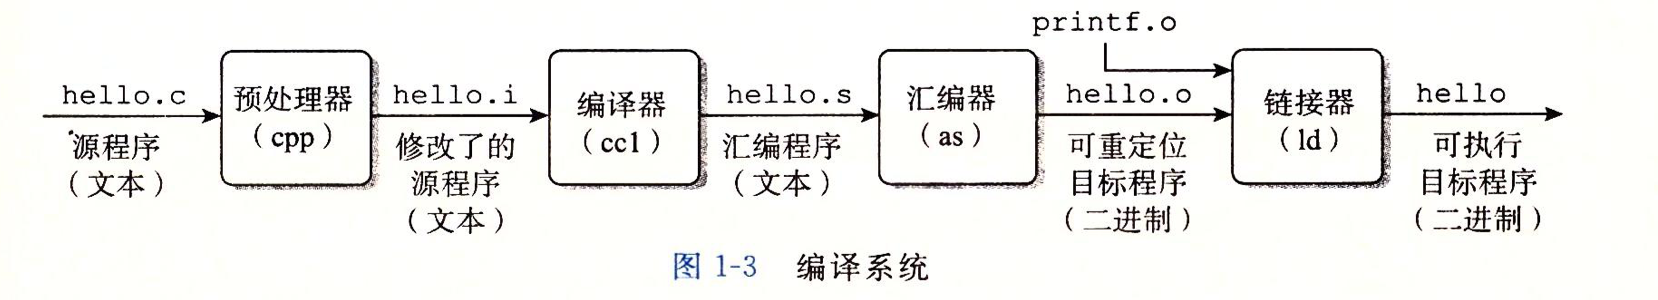 printf.o
hello.c
源程序
(文本)
预处理器
(cpp)
hello.i
修改了的
源程序
(文本)
编译器
(cc1)
hello.s
汇编程序
(文本)
汇编器
(as)
hello.o
可重定位
目标程序
(二进制)
链接器
(ld)
hello
可执行
目标程序
(二进制)
图 1-3 编译系统